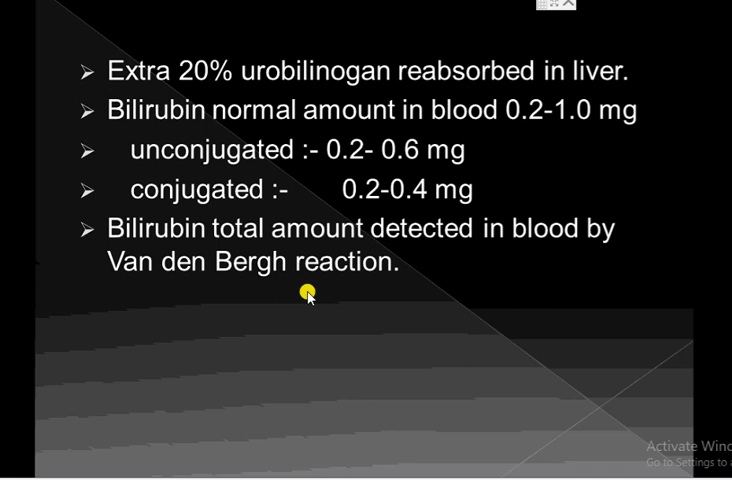 ➢ Extra 20% urobilinogan reabsorbed in liver.
➢ Bilirubin normal amount in blood 0.2-1.0 mg
➢ unconjugated :- 0.2- 0.6 mg
➢ conjugated :- 0.2-0.4 mg
➢ Bilirubin total amount detected in blood by
Van den Bergh reaction.
Activate Wind
Go to Settings to a